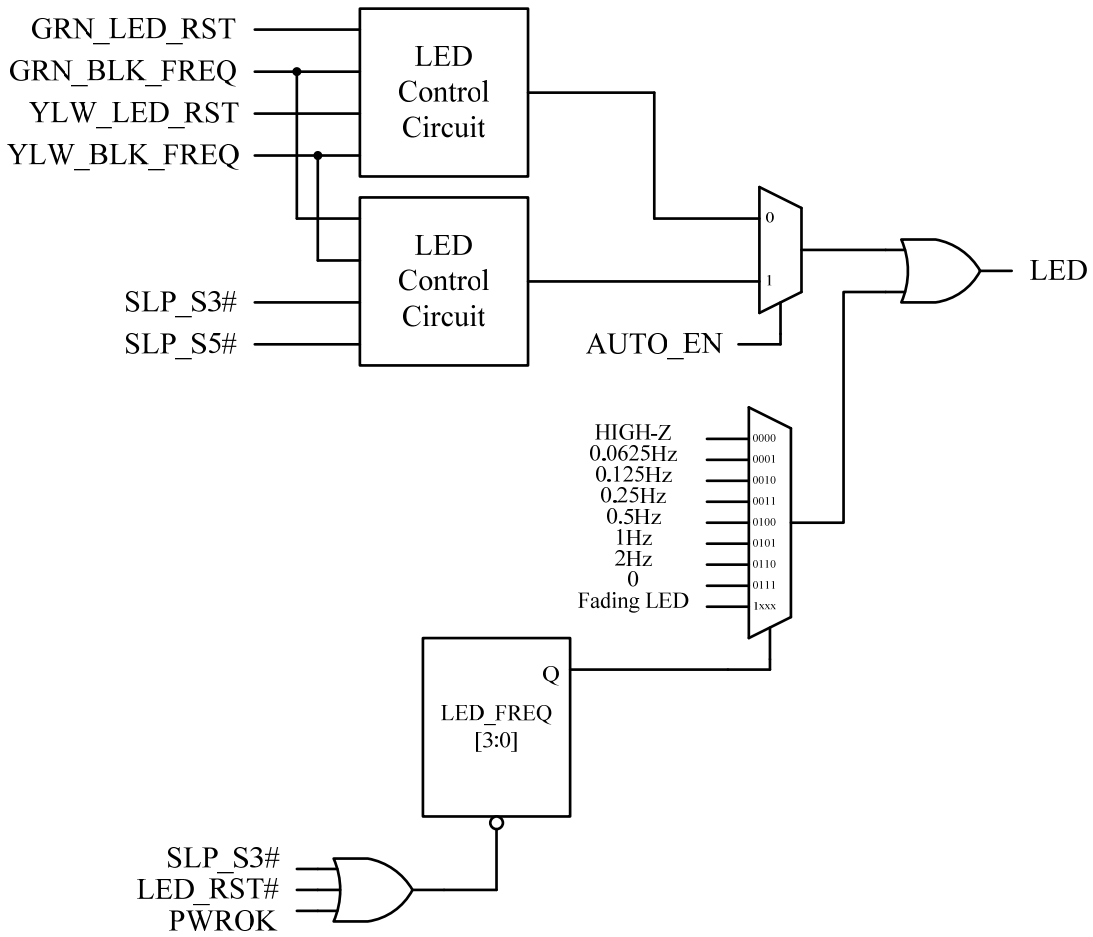 GRN_LED_RST
GRN_BLK_FREQ
YLW_LED_RST
YLW_BLK_FREQ
LED
Control
Circuit
LED
Control
Circuit
SLP_S3#
SLP_S5#
0
1
AUTO_EN
LED
HIGH-Z
0.0625Hz
0.125Hz
0.25Hz
0.5Hz
1Hz
2Hz
0
Fading LED
0000
0001
0010
0011
0100
0101
0110
0111
1xxx
Q
LED_FREQ
[3:0]
SLP_S3#
LED_RST#
PWROK